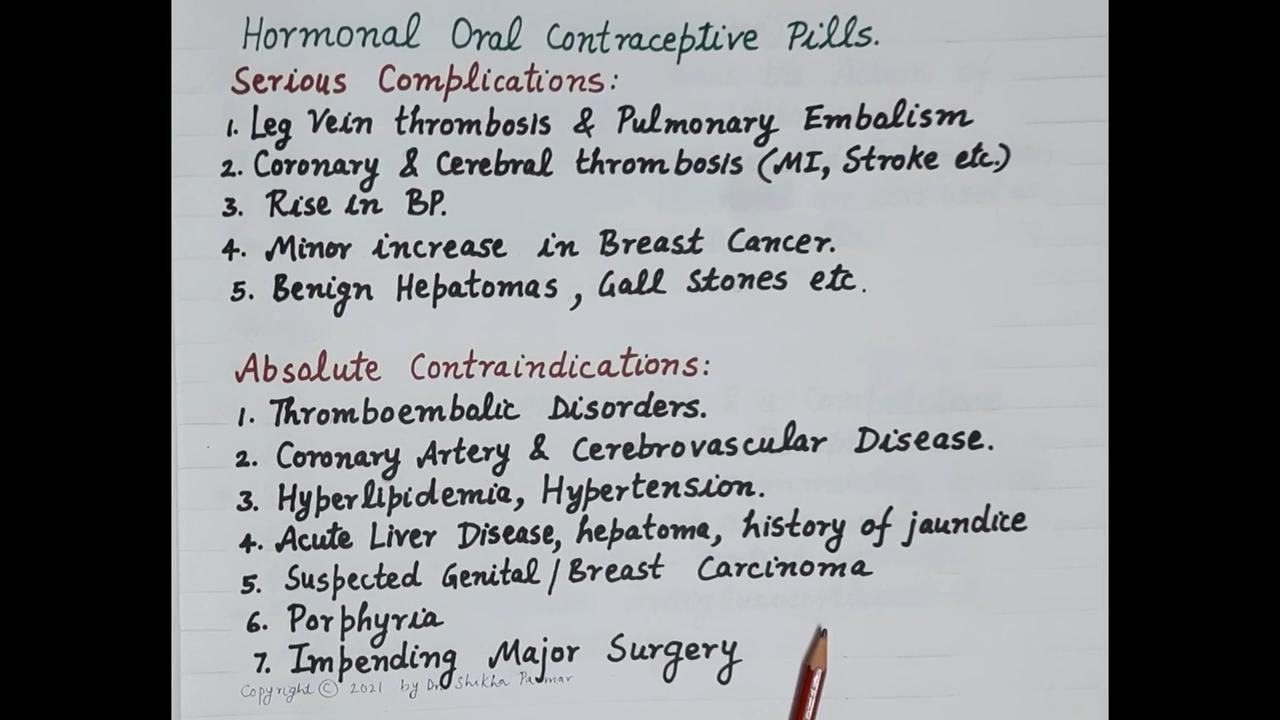 Hormonal Oral Contraceptive Pills.
Serious Complications:
1. Leg Vein thrombosis & Pulmonary Embolism
2. Coronary & Cerebral thrombosis (MI, Stroke etc.)
3. Rise in BP.
4. Minor increase in Breast Cancer.
5. Benign Hepatomas, Gall Stones etc.
Absolute Contraindications:
1. Thromboembolic Disorders.
2. Coronary Artery & Cerebrovascular Disease.
3. Hyperlipidemia, Hypertension.
4. Acute Liver Disease, hepatoma, history of jaundice
5. Suspected Genital/Breast Carcinoma
6. Porphyria
7. Impending Major Surgery
Copyright © 2021 by Dr. Shikha Parmar